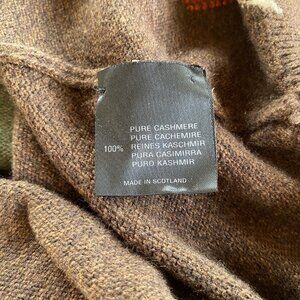 PURE CASHMERE
PURE CACHEMIRE
100% REINES KASCHMIR
PURA CASIMIRRA
PURO KASHMIR
MADE IN SCOTLAND